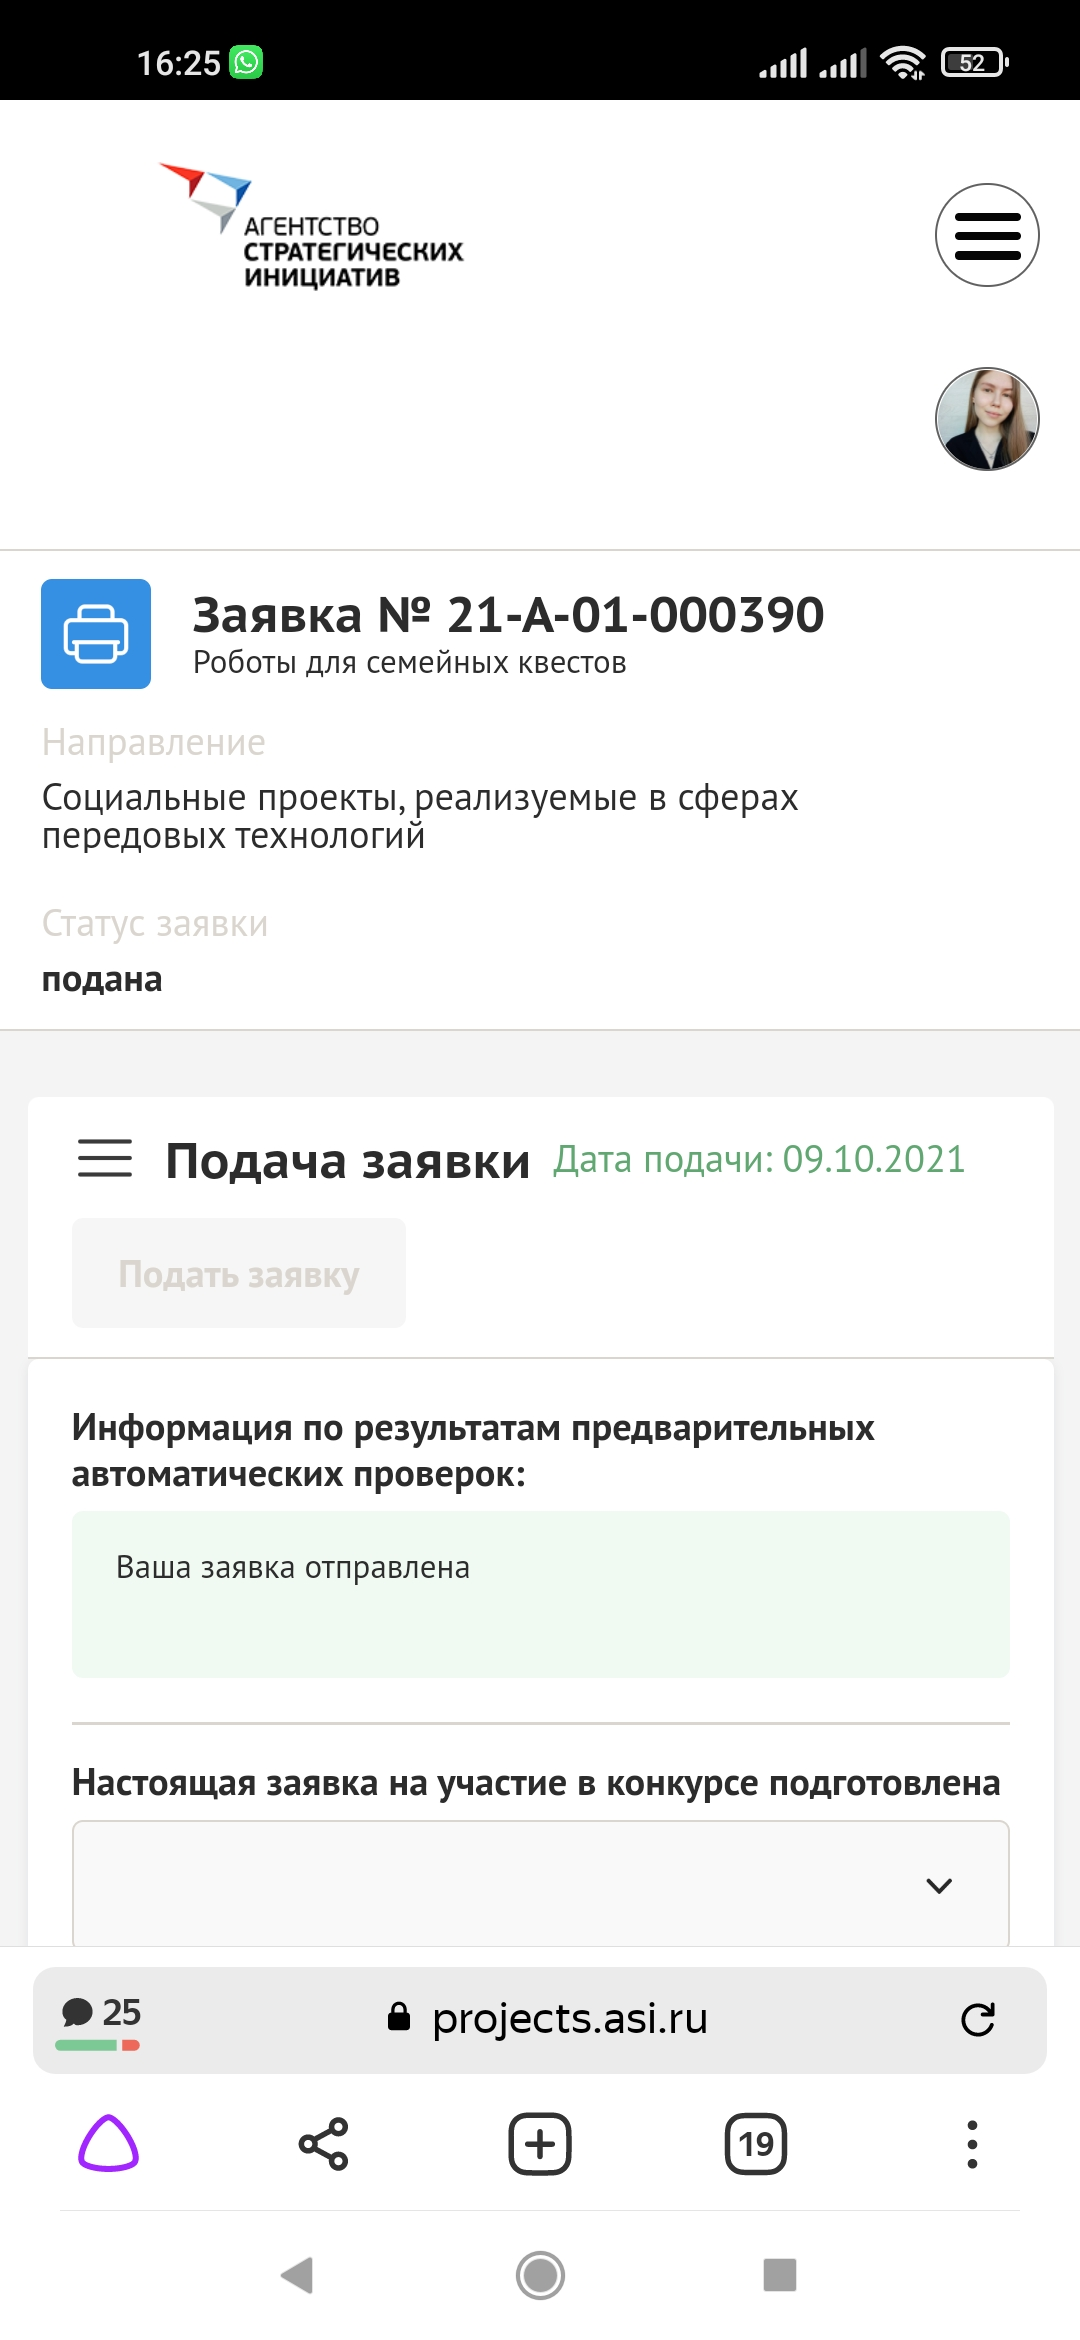 16:25
52
АГЕНТСТВО
СТРАТЕГИЧЕСКИХ
ИНИЦИАТИВ
Заявка № 21-А-01-000390
Роботы для семейных квестов
Направление
Социальные проекты, реализуемые в сферах
передовых технологий
Статус заявки
подана
Подача заявки Дата подачи: 09.10.2021
Подать заявку
Информация по результатам предварительных
автоматических проверок:
Ваша заявка отправлена
Настоящая заявка на участие в конкурсе подготовлена
25 projects.asi.ru
19